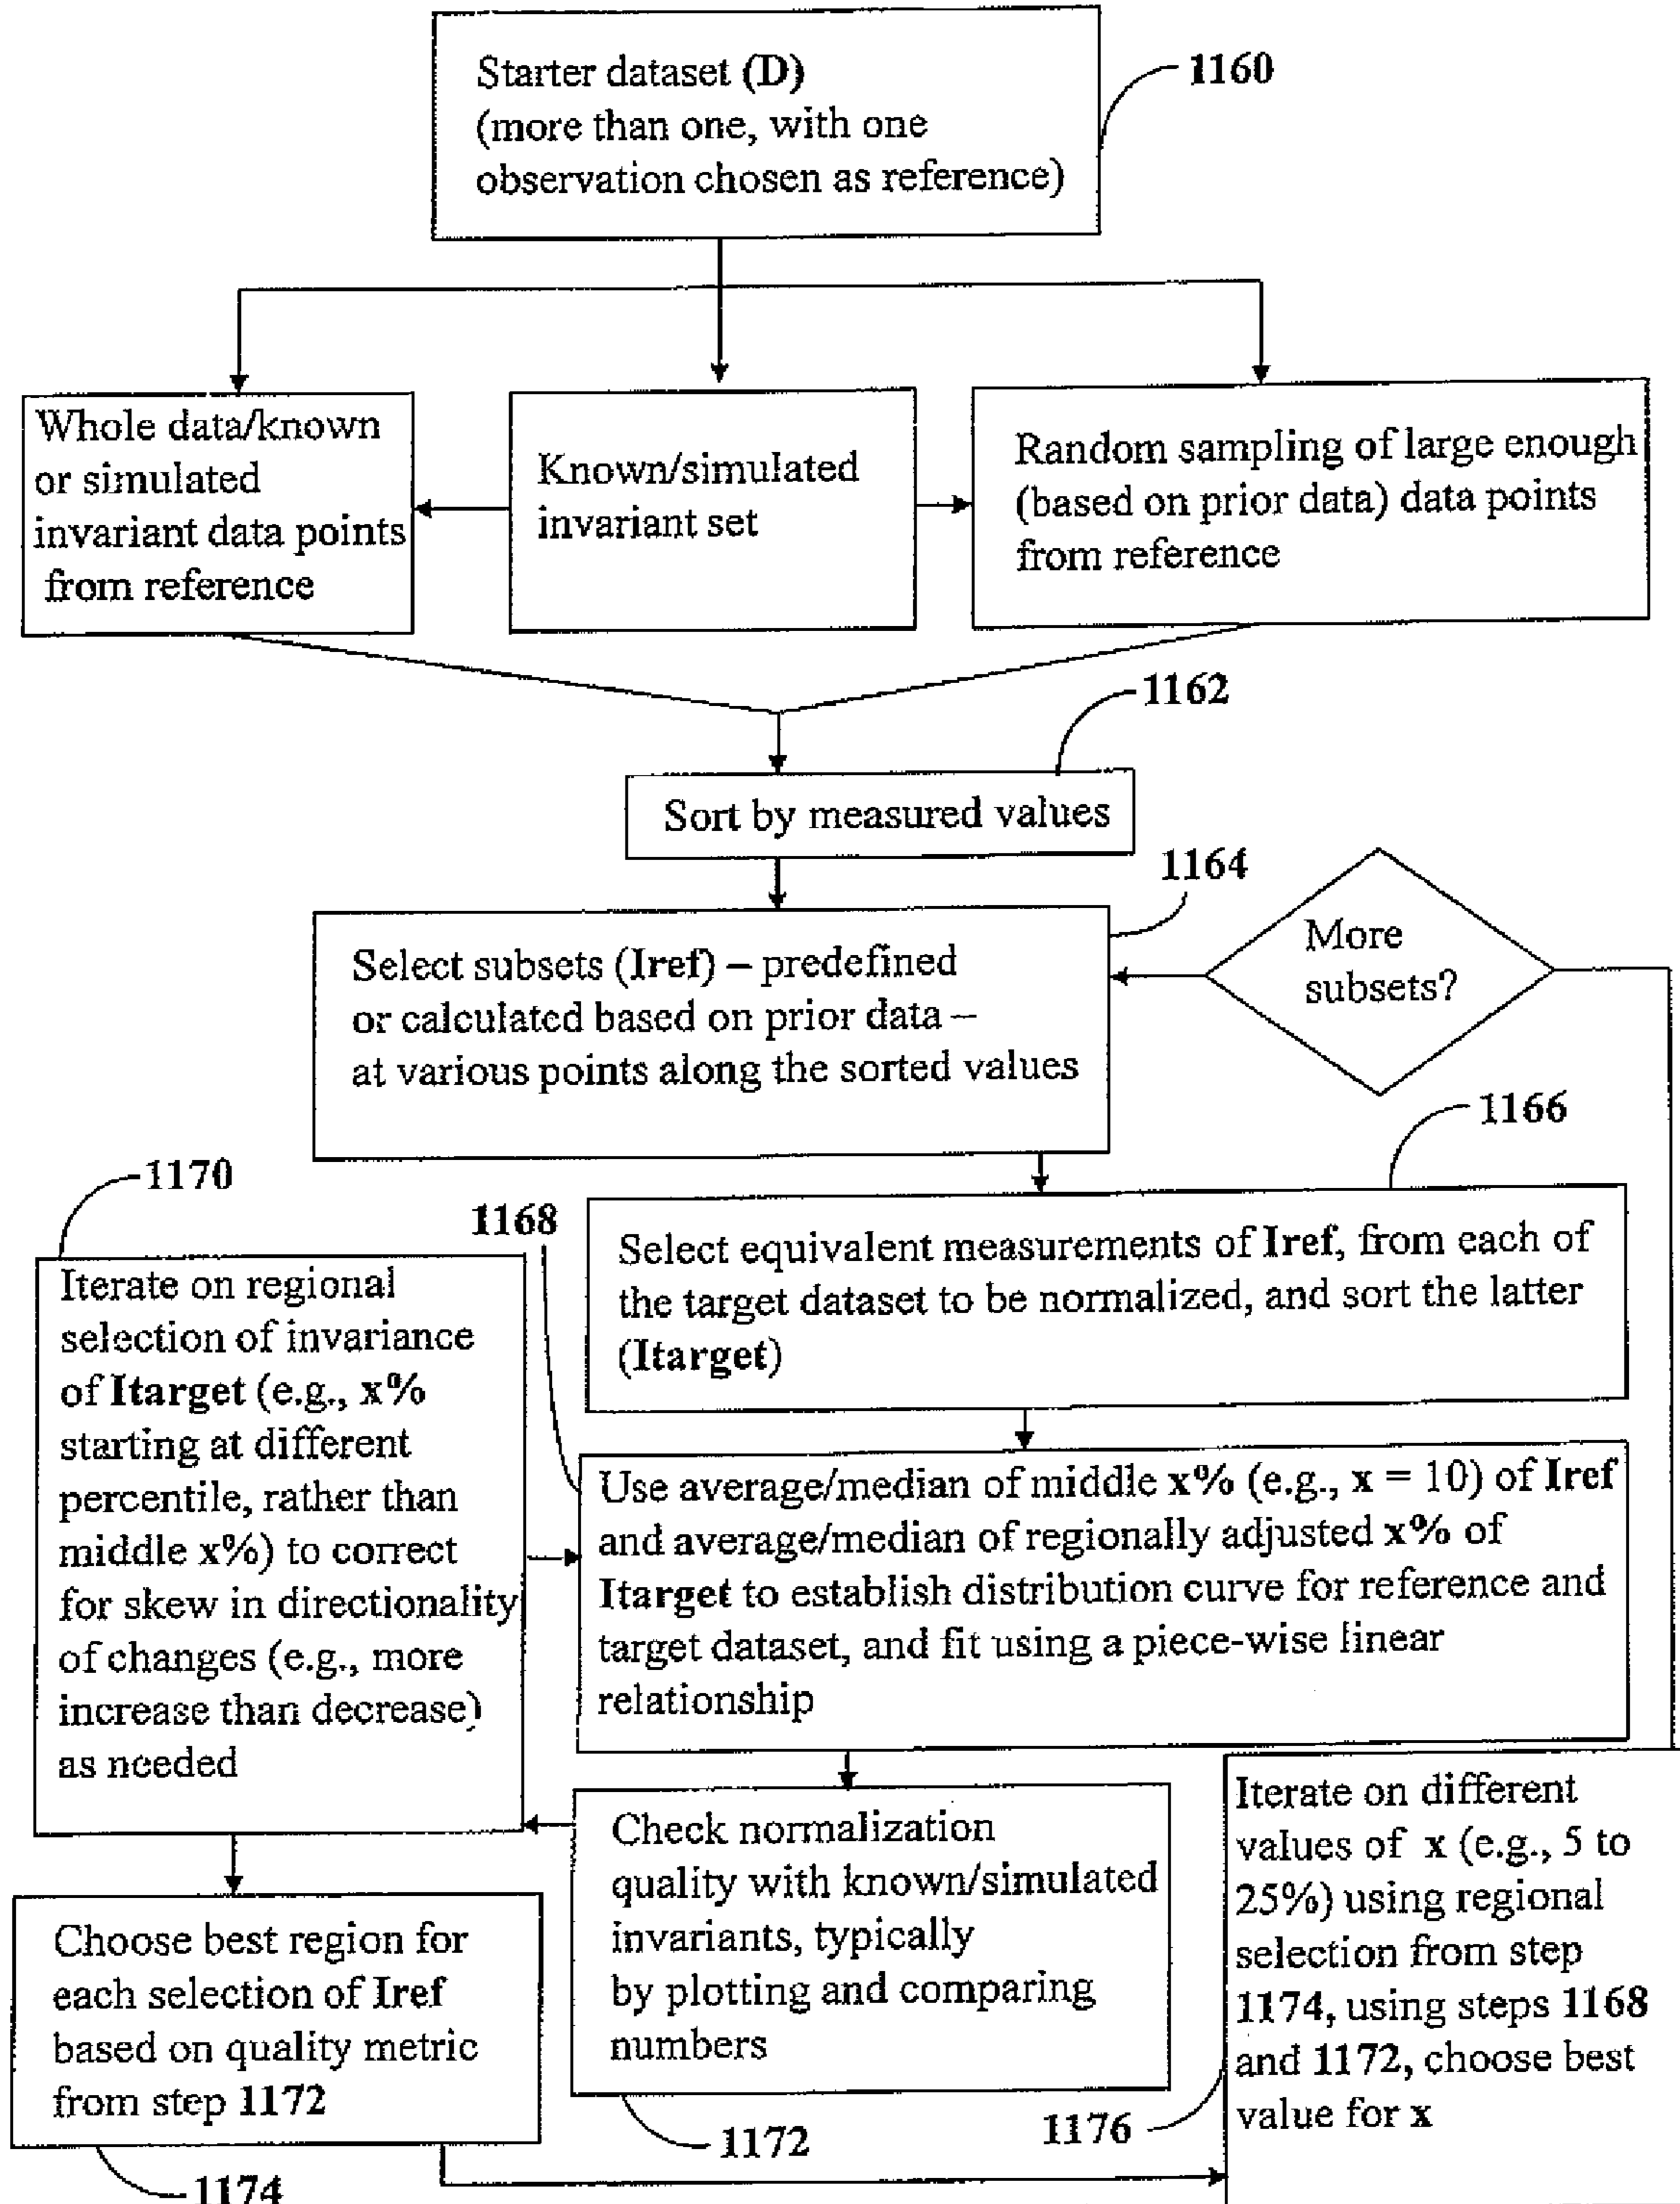 Starter dataset (D)
(more than one, with one
observation chosen as reference)
1160
Whole data/known
or simulated
invariant data points
from reference
Known/simulated
invariant set
Random sampling of large enough
(based on prior data) data points
from reference
1162
Sort by measured values
1164
Select subsets (Iref) – predefined
or calculated based on prior data –
at various points along the sorted values
More
subsets?
1166
Select equivalent measurements of Iref, from each of
the target dataset to be normalized, and sort the latter
(Itarget)
1170
Iterate on regional
selection of invariance
of Itarget (e.g., x%
starting at different
percentile, rather than
middle x%) to correct
for skew in directionality
of changes (e.g., more
increase than decrease)
as needed
1168
Use average/median of middle x% (e.g., x = 10) of Iref
and average/median of regionally adjusted x% of
Itarget to establish distribution curve for reference and
target dataset, and fit using a piece-wise linear
relationship
Check normalization
quality with known/simulated
invariants, typically
by plotting and comparing
numbers
1172
Choose best region for
each selection of Iref
based on quality metric
from step 1172
1174
Iterate on different
values of x (e.g., 5 to
25%) using regional
selection from step
1174, using steps 1168
and 1172, choose best
value for x
1176